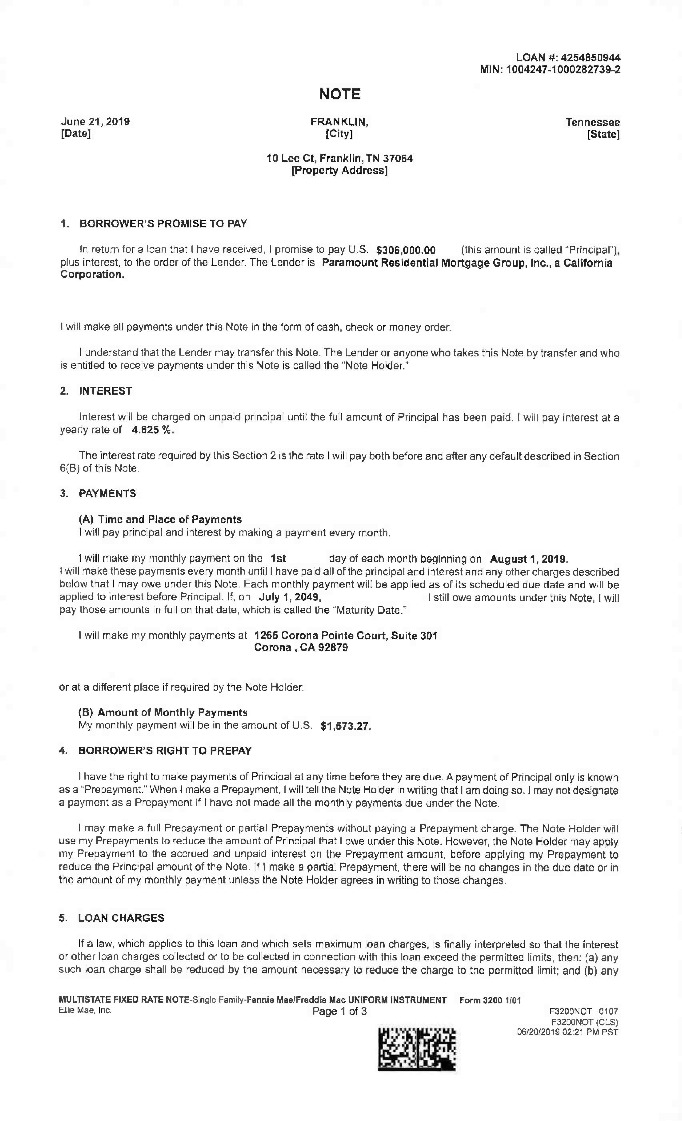 LOAN #: 4254850944
MIN: 1004247-1000282739-2
NOTE
June 21, 2019 FRANKLIN, Tennessee
[Date] [City] [State]
10 Lee Ct, Franklin, TN 37064
[Property Address]
1. BORROWER'S PROMISE TO PAY
In return for a loan that I have received, I promise to pay U.S. $306,000.00 (this amount is called "Principal"),
plus interest, to the order of the Lender. The Lender is Paramount Residential Mortgage Group, Inc., a California
Corporation.
I will make all payments under this Note in the form of cash, check or money order.
I understand that the Lender may transfer this Note. The Lender or anyone who takes this Note by transfer and who
is entitled to receive payments under this Note is called the "Note Holder."
2. INTEREST
Interest will be charged on unpaid principal until the full amount of Principal has been paid. I will pay interest at a
yearly rate of 4.625 %.
The interest rate required by this Section 2 is the rate I will pay both before and after any default described in Section
6(B) of this Note.
3. PAYMENTS
(A) Time and Place of Payments
I will pay principal and interest by making a payment every month.
I will make my monthly payment on the 1st day of each month beginning on August 1, 2019.
I will make these payments every month until I have paid all of the principal and interest and any other charges described
below that I may owe under this Note. Each monthly payment will be applied as of its scheduled due date and will be
applied to interest before Principal. If, on July 1, 2049, I still owe amounts under this Note, I will
pay those amounts in full on that date, which is called the "Maturity Date."
I will make my monthly payments at 1265 Corona Pointe Court, Suite 301
Corona , CA 92879
or at a different place if required by the Note Holder.
(B) Amount of Monthly Payments
My monthly payment will be in the amount of U.S. $1,573.27.
4. BORROWER'S RIGHT TO PREPAY
I have the right to make payments of Principal at any time before they are due. A payment of Principal only is known
as a "Prepayment." When I make a Prepayment, I will tell the Note Holder in writing that I am doing so. I may not designate
a payment as a Prepayment if I have not made all the monthly payments due under the Note.
I may make a full Prepayment or partial Prepayments without paying a Prepayment charge. The Note Holder will
use my Prepayments to reduce the amount of Principal that I owe under this Note. However, the Note Holder may apply
my Prepayment to the accrued and unpaid interest on the Prepayment amount, before applying my Prepayment to
reduce the Principal amount of the Note. If I make a partial Prepayment, there will be no changes in the due date or in
the amount of my monthly payment unless the Note Holder agrees in writing to those changes.
5. LOAN CHARGES
If a law, which applies to this loan and which sets maximum loan charges, is finally interpreted so that the interest
or other loan charges collected or to be collected in connection with this loan exceed the permitted limits, then: (a) any
such loan charge shall be reduced by the amount necessary to reduce the charge to the permitted limit; and (b) any
MULTISTATE FIXED RATE NOTE-Single Family-Fannie Mae/Freddie Mac UNIFORM INSTRUMENT Form 3200 1/01
Ellie Mae, Inc. Page 1 of 3 F3200NOT 0107
F3200NOT (CLS)
06/20/2019 02:21 PM PST